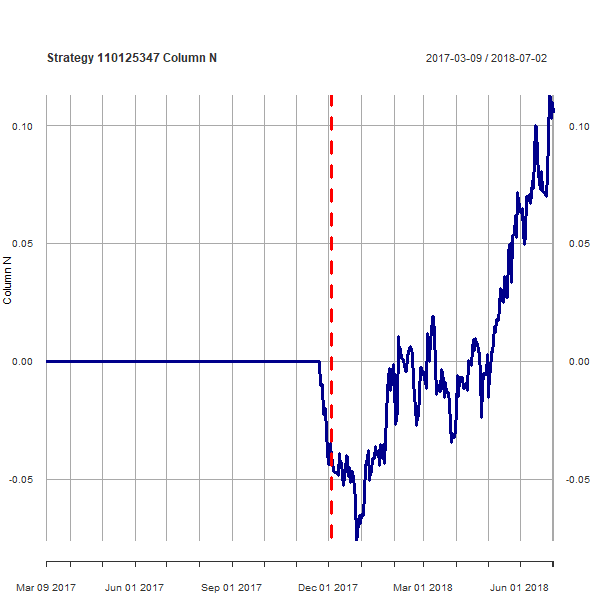 Strategy 110125347 Column N
2017-03-09 / 2018-07-02
0.10
0.10
0.05
0.05
Column N
0.00
0.00
-0.05
-0.05
Mar 09 2017
Jun 01 2017
Sep 01 2017
Dec 01 2017
Mar 01 2018
Jun 01 2018